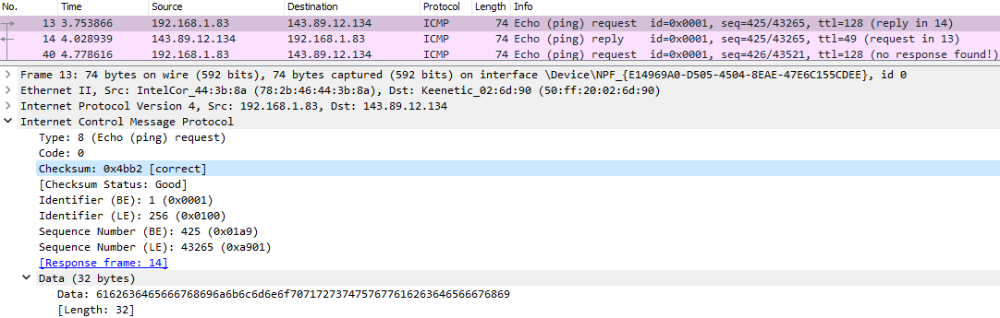 No. Time Source Destination Protocol Length Info
13 3.753866 192.168.1.83 143.89.12.134 ICMP 74 Echo (ping) request id=0x0001, seq=425/43265, ttl=128 (reply in 14)
14 4.028939 143.89.12.134 192.168.1.83 ICMP 74 Echo (ping) reply id=0x0001, seq=425/43265, ttl=49 (request in 13)
40 4.778616 192.168.1.83 143.89.12.134 ICMP 74 Echo (ping) request id=0x0001, seq=426/43521, ttl=128 (no response found!)
Frame 13: 74 bytes on wire (592 bits), 74 bytes captured (592 bits) on interface \Device\NPF_{E14969A0-D505-4504-8EAE-47E6C155CDEE}, id 0
Ethernet II, Src: IntelCor_44:3b:8a (78:2b:46:44:3b:8a), Dst: Keenetic_02:6d:90 (50:ff:20:02:6d:90)
Internet Protocol Version 4, Src: 192.168.1.83, Dst: 143.89.12.134
Internet Control Message Protocol
Type: 8 (Echo (ping) request)
Code: 0
Checksum: 0x4bb2 [correct]
[Checksum Status: Good]
Identifier (BE): 1 (0x0001)
Identifier (LE): 256 (0x0100)
Sequence Number (BE): 425 (0x01a9)
Sequence Number (LE): 43265 (0xa901)
[Response frame: 14]
Data (32 bytes)
Data: 6162636465666768696a6b6c6d6e6f7071727374757677616263646566676869
[Length: 32]